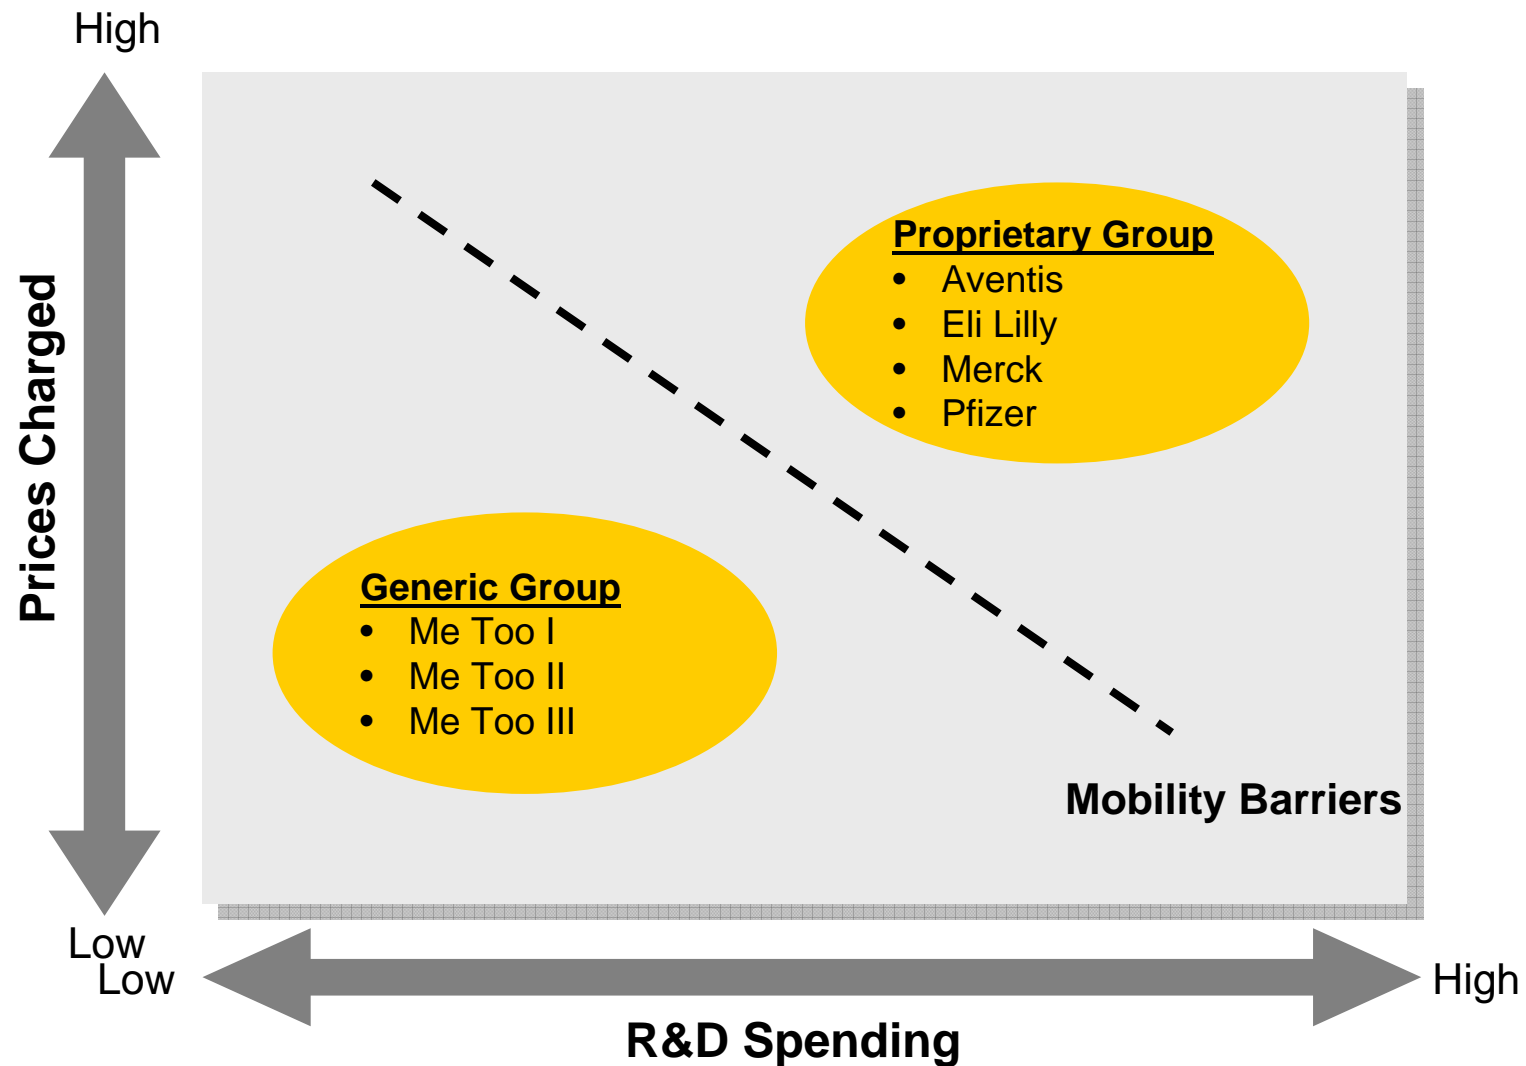 High
Prices Charged
Proprietary Group
• Aventis
• Eli Lilly
• Merck
• Pfizer
Generic Group
• Me Too I
• Me Too II
• Me Too III
Mobility Barriers
Low
Low
High
R&D Spending